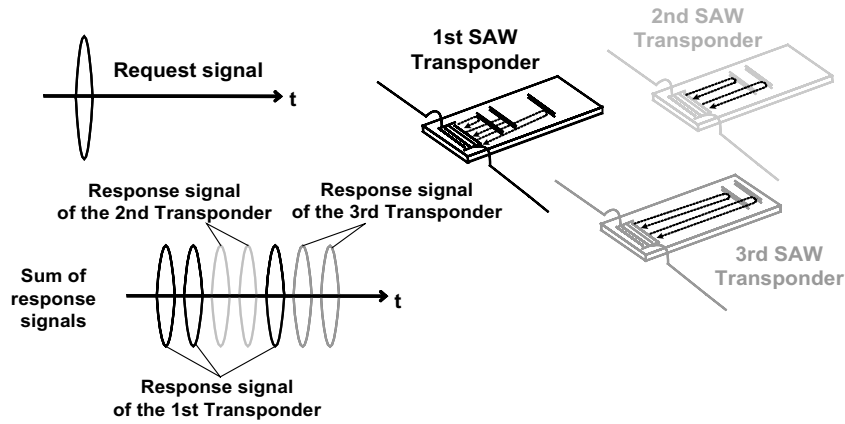 Request signal
t
1st SAW
Transponder
2nd SAW
Transponder
Response signal
of the 2nd Transponder
Response signal
of the 3rd Transponder
3rd SAW
Transponder
Sum of
response
signals
t
Response signal
of the 1st Transponder